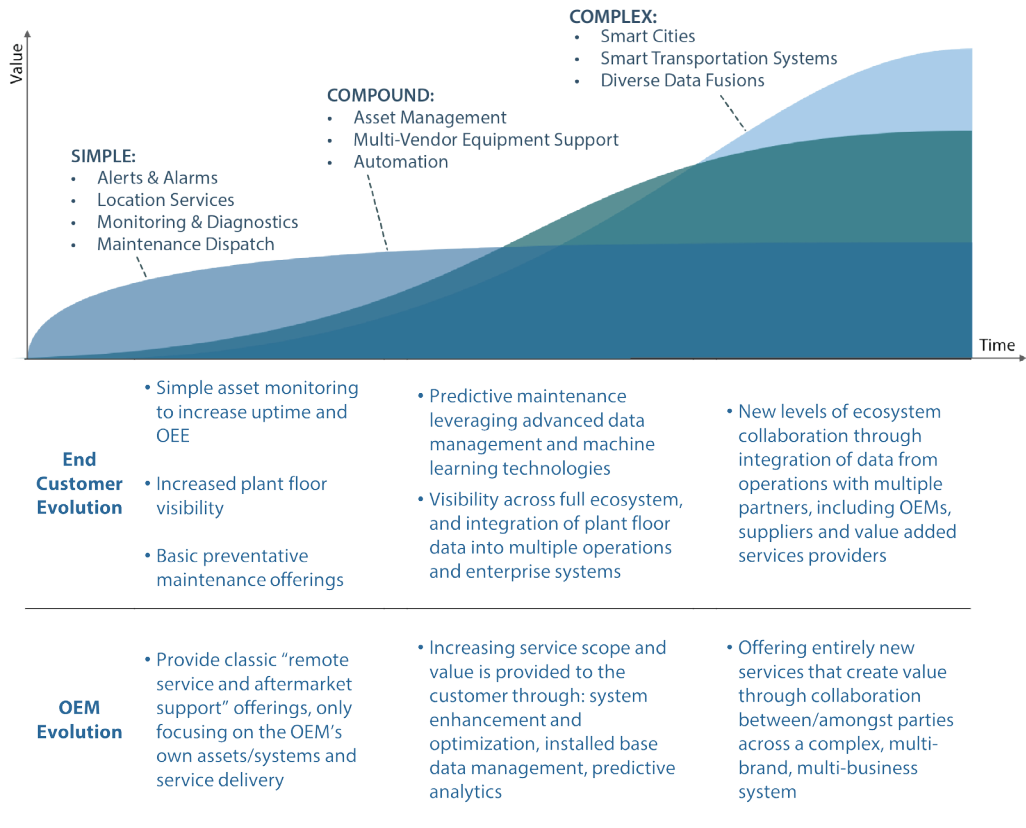 Value
COMPLEX:
• Smart Cities
• Smart Transportation Systems
• Diverse Data Fusions
COMPOUND:
• Asset Management
• Multi-Vendor Equipment Support
• Automation
SIMPLE:
• Alerts & Alarms
• Location Services
• Monitoring & Diagnostics
• Maintenance Dispatch
Time
End
Customer
Evolution
• Simple asset monitoring
to increase uptime and
OEE
• Increased plant floor
visibility
• Basic preventative
maintenance offerings
• Predictive maintenance
leveraging advanced data
management and machine
learning technologies
• Visibility across full ecosystem,
and integration of plant floor
data into multiple operations
and enterprise systems
• New levels of ecosystem
collaboration through
integration of data from
operations with multiple
partners, including OEMs,
suppliers and value added
services providers
OEM
Evolution
• Provide classic “remote
service and aftermarket
support” offerings, only
focusing on the OEM’s
own assets/systems and
service delivery
• Increasing service scope and
value is provided to the
customer through: system
enhancement and
optimization, installed base
data management, predictive
analytics
• Offering entirely new
services that create value
through collaboration
between/amongst parties
across a complex, multi-
brand, multi-business
system